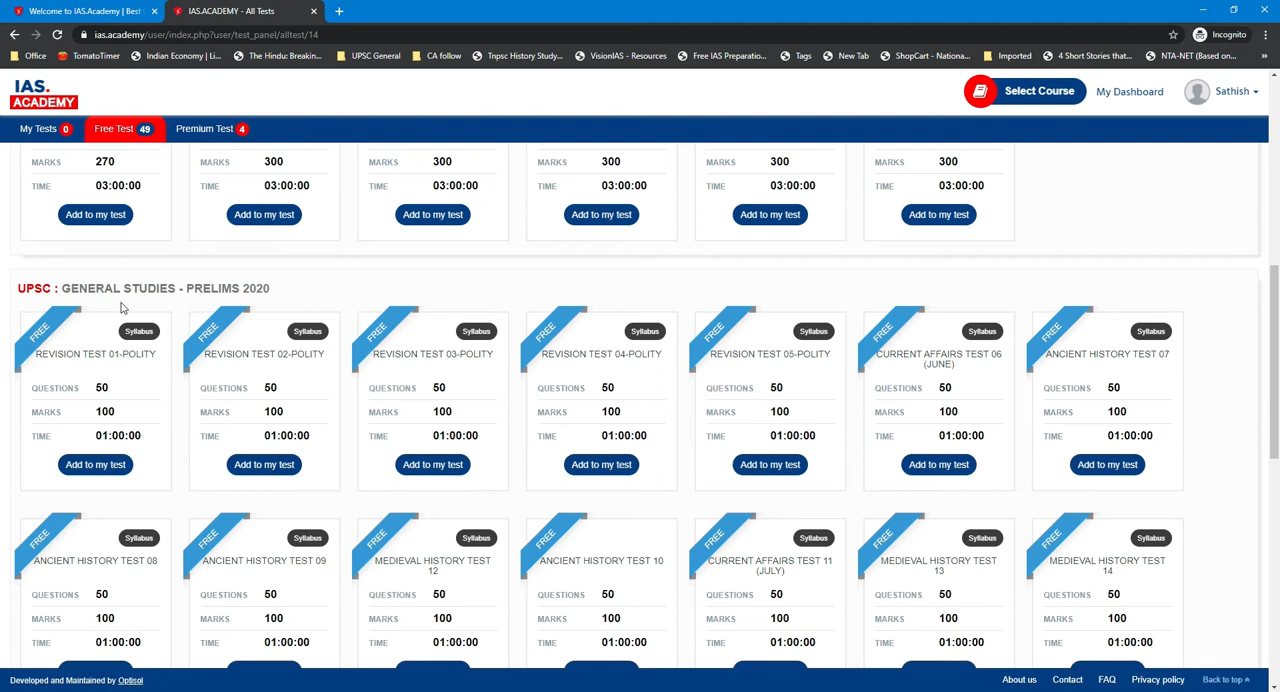 Welcome to IAS.Academy | Best
IAS.ACADEMY - All Tests
ias.academy/user/index.php?user/test_panel/alltest/14
Incognito
Office
TomatoTimer
Indian Economy | Li...
The Hindu Breakin...
UPSC General
CA follow
Tnpsc History Study...
VisionIAS - Resources
Free IAS Preparatio...
Tags
New Tab
ShopCart - Nationa...
Imported
4 Short Stories that...
NTA-NET (Based on...
IAS.
ACADEMY
Select Course
My Dashboard
Sathish
My Tests 0
Free Test 49
Premium Test 4
MARKS 270
TIME 03:00:00
Add to my test
MARKS 300
TIME 03:00:00
Add to my test
MARKS 300
TIME 03:00:00
Add to my test
MARKS 300
TIME 03:00:00
Add to my test
MARKS 300
TIME 03:00:00
Add to my test
MARKS 300
TIME 03:00:00
Add to my test
UPSC : GENERAL STUDIES - PRELIMS 2020
FREE
Syllabus
REVISION TEST 01-POLITY
QUESTIONS 50
MARKS 100
TIME 01:00:00
Add to my test
FREE
Syllabus
REVISION TEST 02-POLITY
QUESTIONS 50
MARKS 100
TIME 01:00:00
Add to my test
FREE
Syllabus
REVISION TEST 03-POLITY
QUESTIONS 50
MARKS 100
TIME 01:00:00
Add to my test
FREE
Syllabus
REVISION TEST 04-POLITY
QUESTIONS 50
MARKS 100
TIME 01:00:00
Add to my test
FREE
Syllabus
REVISION TEST 05-POLITY
QUESTIONS 50
MARKS 100
TIME 01:00:00
Add to my test
FREE
Syllabus
CURRENT AFFAIRS TEST 06
(JUNE)
QUESTIONS 50
MARKS 100
TIME 01:00:00
Add to my test
FREE
Syllabus
ANCIENT HISTORY TEST 07
QUESTIONS 50
MARKS 100
TIME 01:00:00
Add to my test
FREE
Syllabus
ANCIENT HISTORY TEST 08
QUESTIONS 50
MARKS 100
TIME 01:00:00
FREE
Syllabus
ANCIENT HISTORY TEST 09
QUESTIONS 50
MARKS 100
TIME 01:00:00
FREE
Syllabus
MEDIEVAL HISTORY TEST
12
QUESTIONS 50
MARKS 100
TIME 01:00:00
FREE
Syllabus
ANCIENT HISTORY TEST 10
QUESTIONS 50
MARKS 100
TIME 01:00:00
FREE
Syllabus
CURRENT AFFAIRS TEST 11
(JULY)
QUESTIONS 50
MARKS 100
TIME 01:00:00
FREE
Syllabus
MEDIEVAL HISTORY TEST
13
QUESTIONS 50
MARKS 100
TIME 01:00:00
FREE
Syllabus
MEDIEVAL HISTORY TEST
14
QUESTIONS 50
MARKS 100
TIME 01:00:00
Developed and Maintained by Optisol
About us
Contact
FAQ
Privacy policy
Back to top